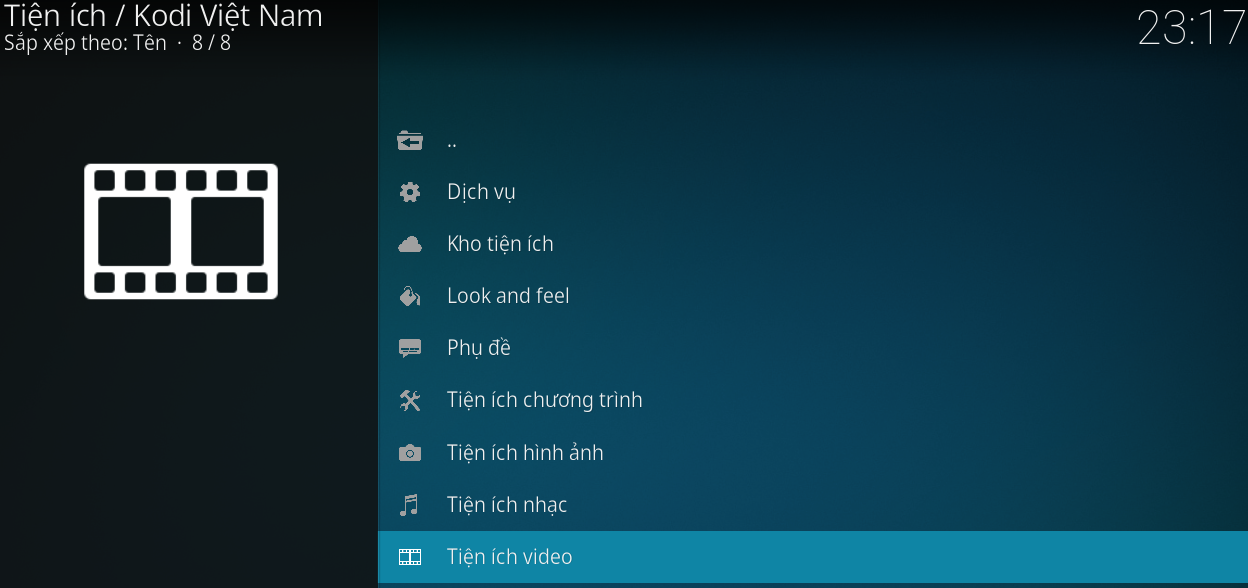 Tiện ích / Kodi Việt Nam
Sắp xếp theo: Tên · 8 / 8
23:17
..
Dịch vụ
Kho tiện ích
Look and feel
Phụ đề
Tiện ích chương trình
Tiện ích hình ảnh
Tiện ích nhạc
Tiện ích video